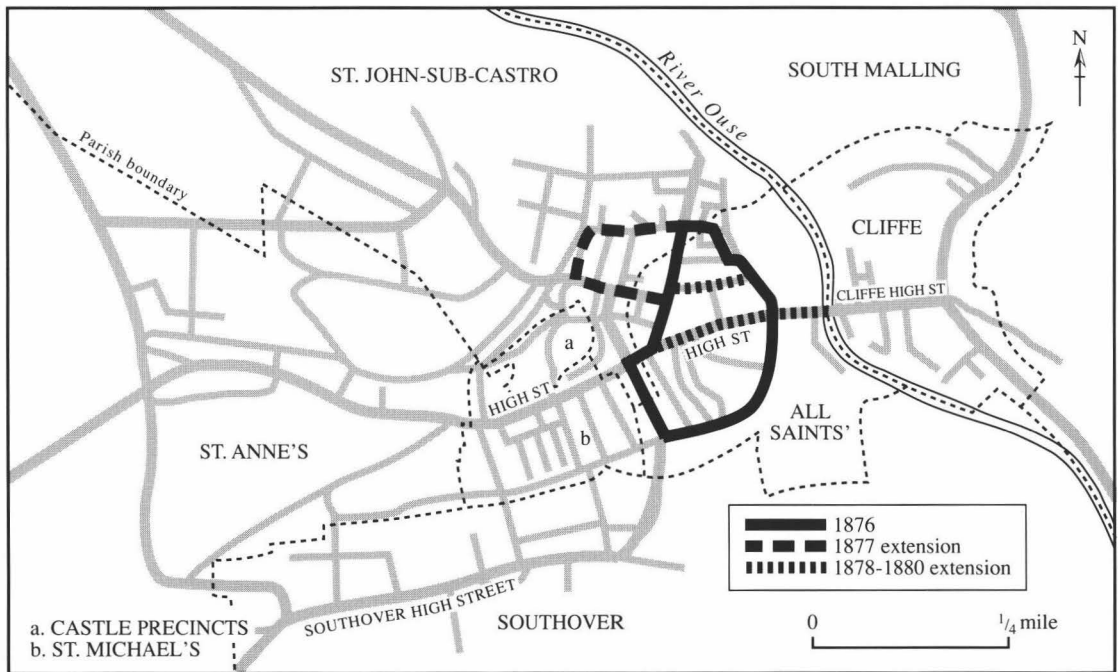 ST. JOHN-SUB-CASTRO
SOUTH MALLING
N
River Ouse
Parish boundary
CLIFFE
CLIFFE HIGH ST
HIGH ST
a
HIGH ST
b
ALL
SAINTS'
ST. ANNE'S
1876
1877 extension
1878-1880 extension
SOUTHOVER HIGH STREET
SOUTHOVER
a. CASTLE PRECINCTS
b. ST. MICHAEL'S
0 1/4 mile